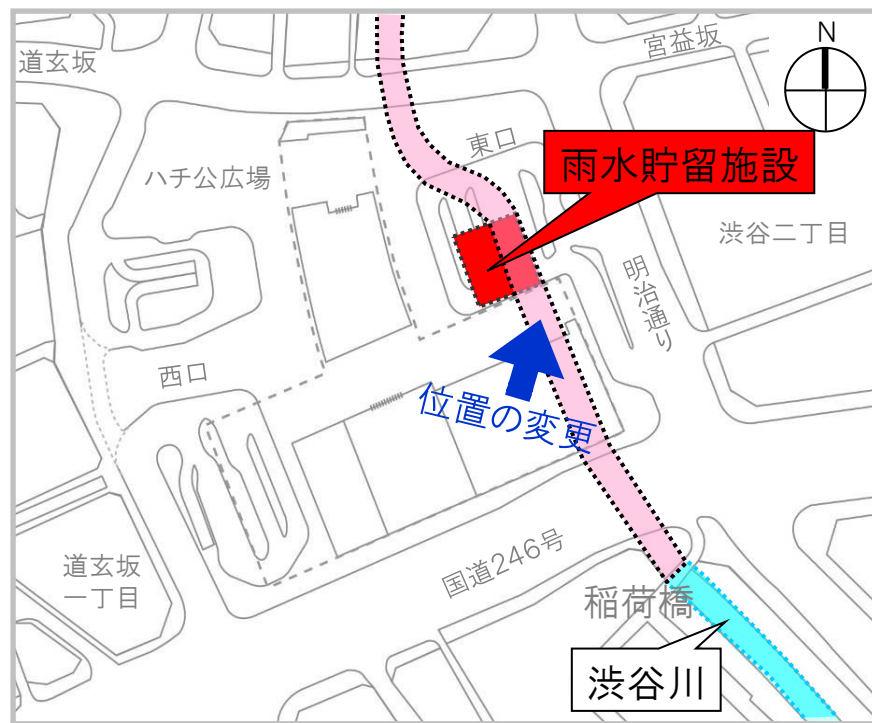 道玄坂
宮益坂
N
東口
雨水貯留施設
ハチ公広場
渋谷二丁目
明治通り
西口
位置の変更
国道246号
道玄坂
一丁目
稲荷橋
渋谷川